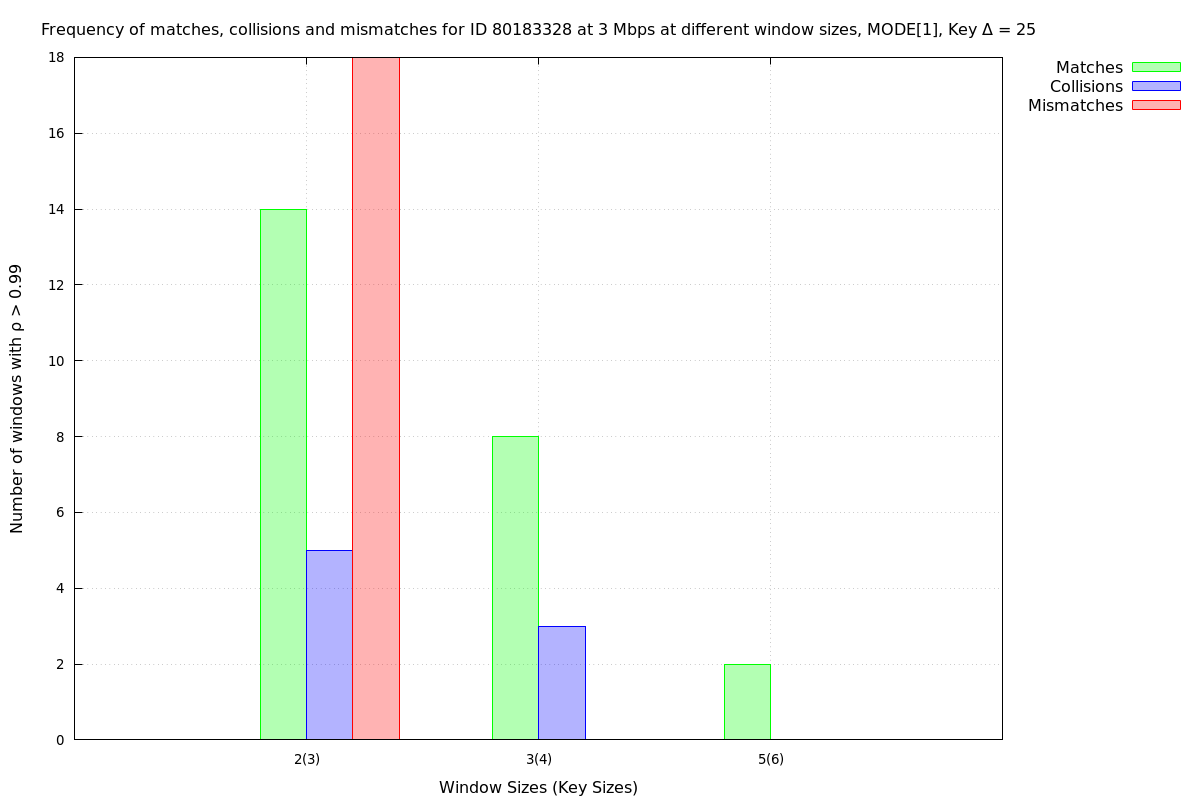 Frequency of matches, collisions and mismatches for ID 80183328 at 3 Mbps at different window sizes, MODE[1], Key Δ = 25
Matches
Collisions
Mismatches
Number of windows with ρ > 0.99
18
16
14
12
10
8
6
4
2
0
2(3)
3(4)
5(6)
Window Sizes (Key Sizes)